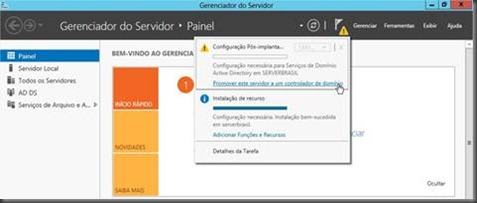 Gerenciador do Servidor
Gerenciador do Servidor • Painel
Gerenciar Ferramentas Exibir Ajuda
Painel
Servidor Local
Todos os Servidores
AD DS
Serviços de Arquivo e A...
BEM-VINDO AO GERENCIA
INÍCIO RÁPIDO
NOVIDADES
SAIBA MAIS
1
Configuração Pós-implanta...
Configuração necessária para Serviços de Domínio
Active Directory em SERVERBRASIL
Promover este servidor a um controlador de domínio
Instalação de recurso
Configuração necessária. Instalação bem-sucedida
em serverbrasil.
Adicionar Funções e Recursos
Detalhes da Tarefa
ciar
Ocultar